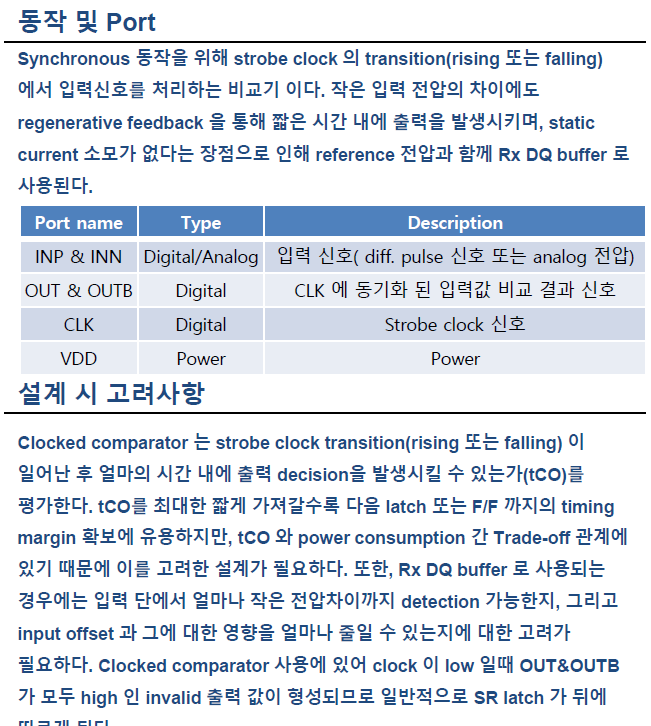 동작 및 Port
Synchronous 동작을 위해 strobe clock 의 transition(rising 또는 falling)
에서 입력신호를 처리하는 비교기 이다. 작은 입력 전압의 차이에도
regenerative feedback 을 통해 짧은 시간 내에 출력을 발생시키며, static
current 소모가 없다는 장점으로 인해 reference 전압과 함께 Rx DQ buffer 로
사용된다.
Port name Type Description
INP & INN Digital/Analog 입력 신호( diff. pulse 신호 또는 analog 전압)
OUT & OUTB Digital CLK 에 동기화 된 입력값 비교 결과 신호
CLK Digital Strobe clock 신호
VDD Power Power
설계 시 고려사항
Clocked comparator 는 strobe clock transition(rising 또는 falling) 이
일어난 후 얼마의 시간 내에 출력 decision을 발생시킬 수 있는가(tCO)를
평가한다. tCO를 최대한 짧게 가져갈수록 다음 latch 또는 F/F 까지의 timing
margin 확보에 유용하지만, tCO 와 power consumption 간 Trade-off 관계에
있기 때문에 이를 고려한 설계가 필요하다. 또한, Rx DQ buffer 로 사용되는
경우에는 입력 단에서 얼마나 작은 전압차이까지 detection 가능한지, 그리고
input offset 과 그에 대한 영향을 얼마나 줄일 수 있는지에 대한 고려가
필요하다. Clocked comparator 사용에 있어 clock 이 low 일때 OUT&OUTB
가 모두 high 인 invalid 출력 값이 형성되므로 일반적으로 SR latch 가 뒤에